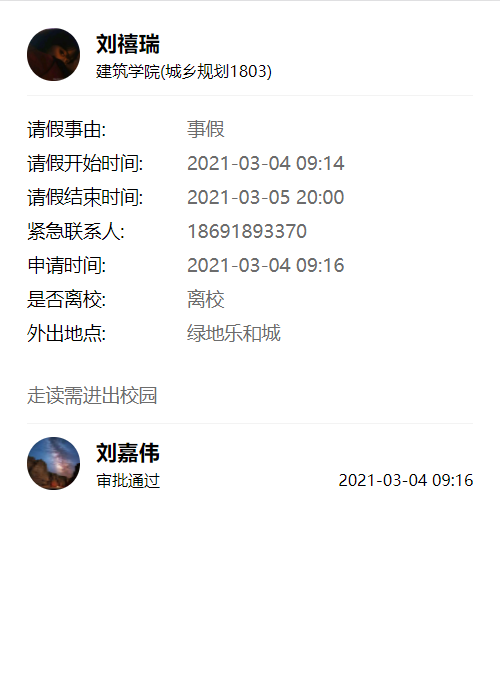 刘禧瑞
建筑学院(城乡规划1803)
请假事由: 事假
请假开始时间: 2021-03-04 09:14
请假结束时间: 2021-03-05 20:00
紧急联系人: 18691893370
申请时间: 2021-03-04 09:16
是否离校: 离校
外出地点: 绿地乐和城
走读需进出校园
刘嘉伟
审批通过 2021-03-04 09:16